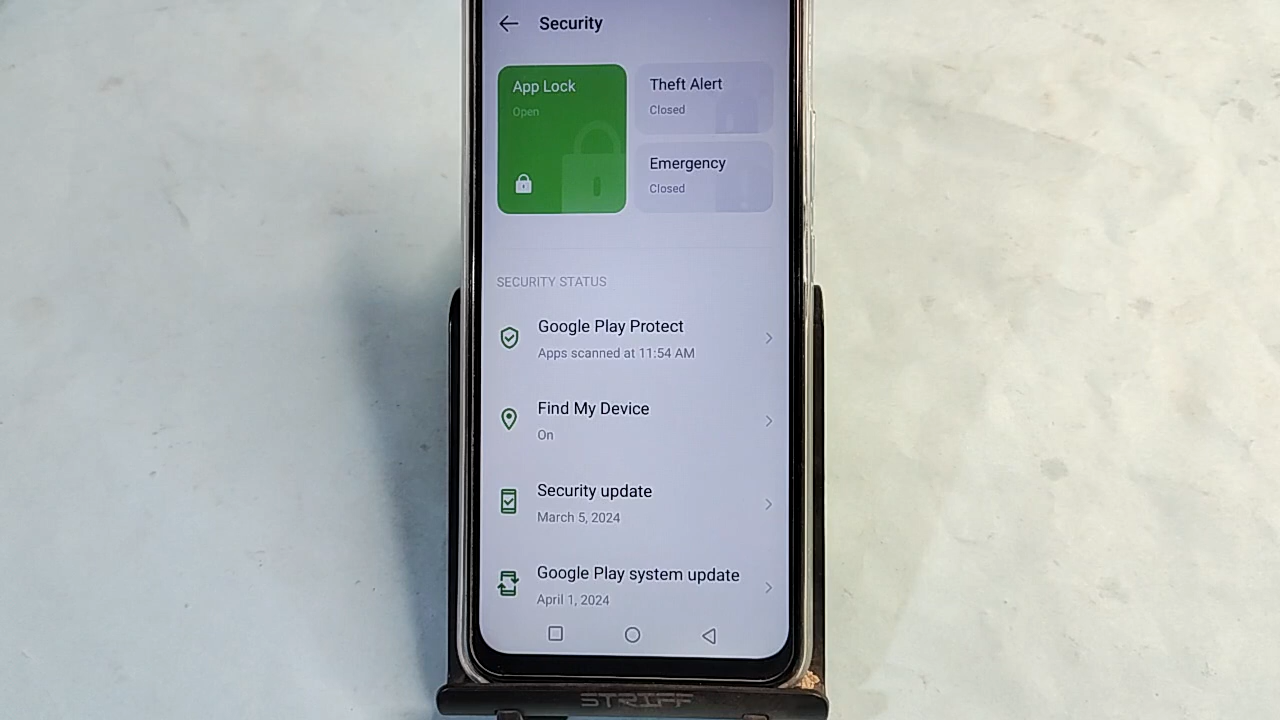 Security
App Lock
Open
Theft Alert
Closed
Emergency
Closed
SECURITY STATUS
Google Play Protect
Apps scanned at 11:54 AM
Find My Device
On
Security update
March 5, 2024
Google Play system update
April 1, 2024
STRIFF